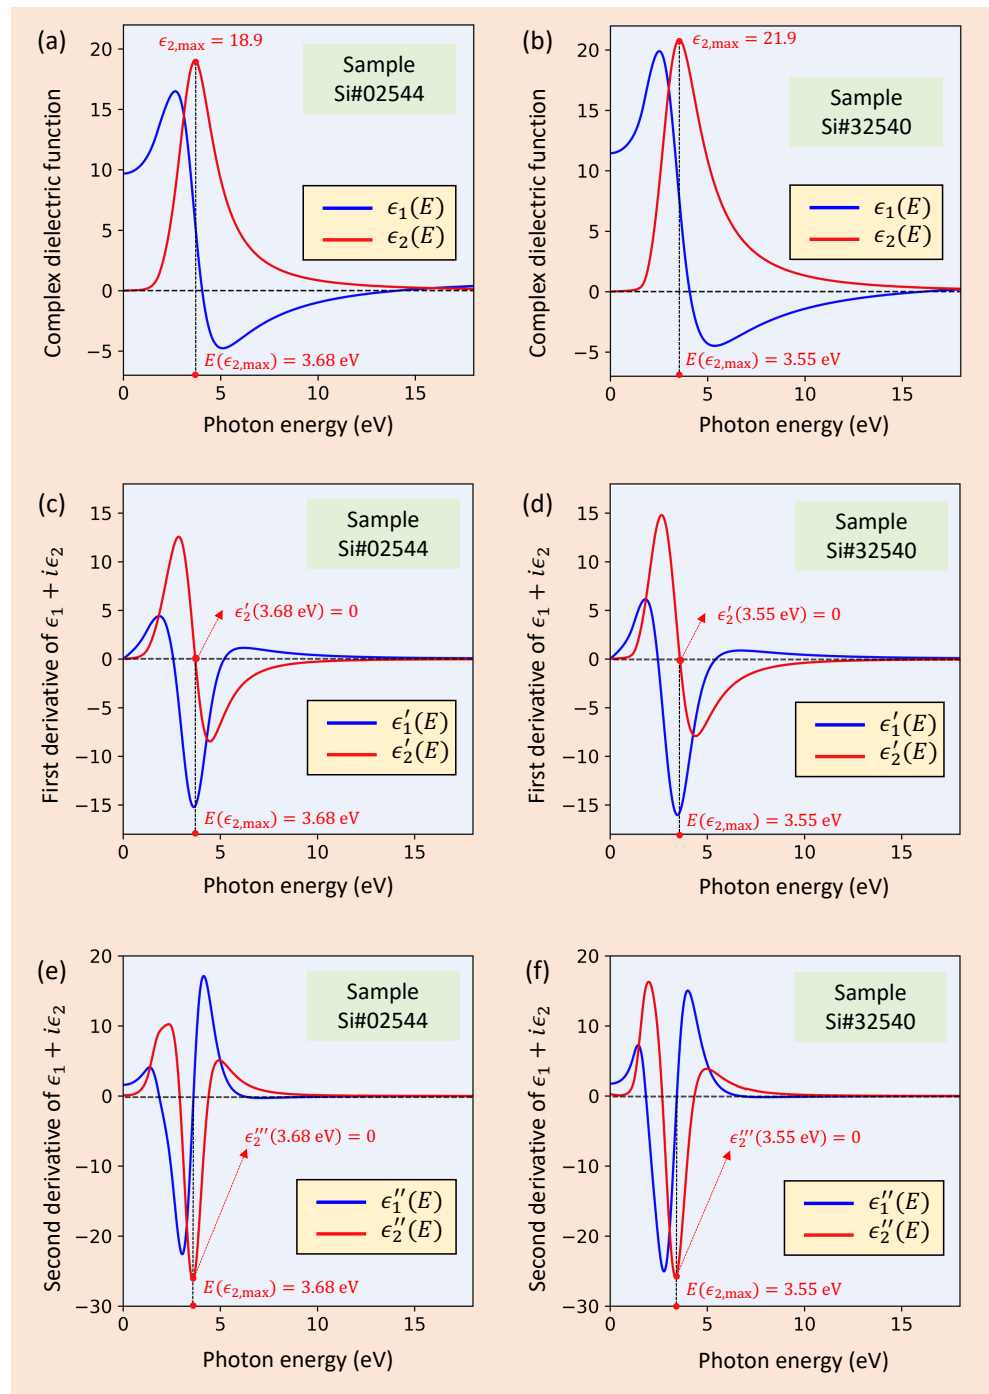 (a)
ϵ2,max = 18.9
Sample
Si#02544
Complex dielectric function
20
15
10
5
0
−5
ϵ1(E)
ϵ2(E)
E(ϵ2,max) = 3.68 eV
0 5 10 15
Photon energy (eV)
(b)
ϵ2,max = 21.9
Sample
Si#32540
Complex dielectric function
20
15
10
5
0
−5
ϵ1(E)
ϵ2(E)
E(ϵ2,max) = 3.55 eV
0 5 10 15
Photon energy (eV)
(c)
Sample
Si#02544
First derivative of ϵ1 + iϵ2
15
10
5
0
−5
−10
−15
ϵ2′(3.68 eV) = 0
ϵ1′(E)
ϵ2′(E)
E(ϵ2,max) = 3.68 eV
0 5 10 15
Photon energy (eV)
(d)
Sample
Si#32540
First derivative of ϵ1 + iϵ2
15
10
5
0
−5
−10
−15
ϵ2′(3.55 eV) = 0
ϵ1′(E)
ϵ2′(E)
E(ϵ2,max) = 3.55 eV
0 5 10 15
Photon energy (eV)
(e)
Sample
Si#02544
Second derivative of ϵ1 + iϵ2
20
10
0
−10
−20
−30
ϵ2‴(3.68 eV) = 0
ϵ1″(E)
ϵ2″(E)
E(ϵ2,max) = 3.68 eV
0 5 10 15
Photon energy (eV)
(f)
Sample
Si#32540
Second derivative of ϵ1 + iϵ2
20
10
0
−10
−20
−30
ϵ2‴(3.55 eV) = 0
ϵ1″(E)
ϵ2″(E)
E(ϵ2,max) = 3.55 eV
0 5 10 15
Photon energy (eV)